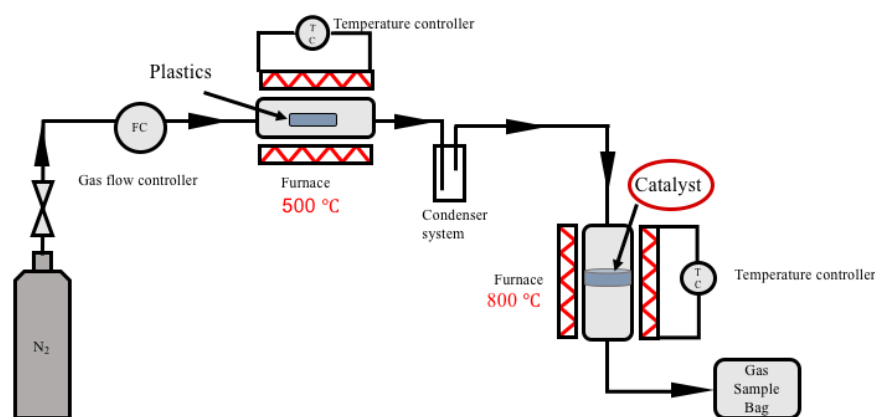 T
C
Temperature controller
Plastics
FC
Gas flow controller
Furnace
500 °C
Condenser
system
Catalyst
Furnace
800 °C
T
C
Temperature controller
N₂
Gas
Sample
Bag